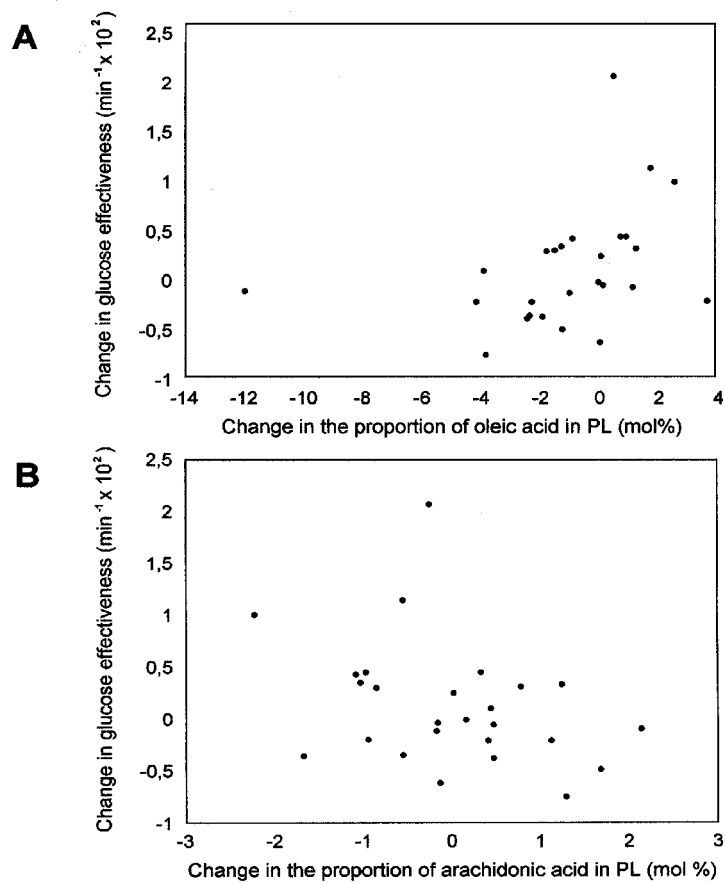 A
Change in glucose effectiveness (min⁻¹ x 10²)
2,5
2
1,5
1
0,5
0
-0,5
-1
-14 -12 -10 -8 -6 -4 -2 0 2 4
Change in the proportion of oleic acid in PL (mol%)
B
Change in glucose effectiveness (min⁻¹ x 10²)
2,5
2
1,5
1
0,5
0
-0,5
-1
-3 -2 -1 0 1 2 3
Change in the proportion of arachidonic acid in PL (mol %)